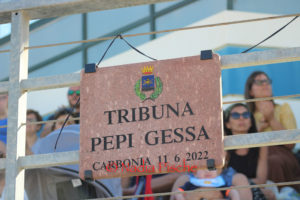 TRIBUNA
PEPI GESSA
CARBONIA 11 6 2022